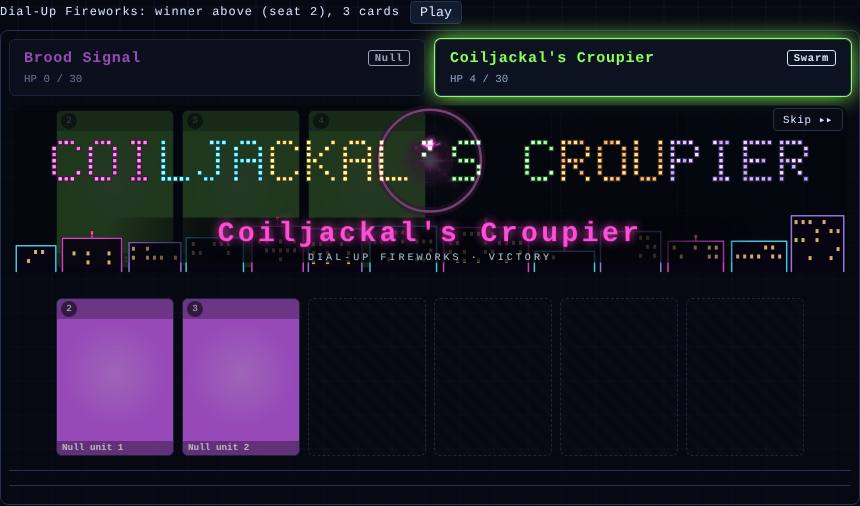 Dial-Up Fireworks: winner above (seat 2), 3 cards Play
Brood Signal Null
HP 0 / 30
Coiljackal's Croupier Swarm
HP 4 / 30
2 3 4
Skip ▸▸
COILJACKAL'S CROUPIER
Coiljackal's Croupier
DIAL-UP FIREWORKS · VICTORY
2 3
Null unit 1 Null unit 2